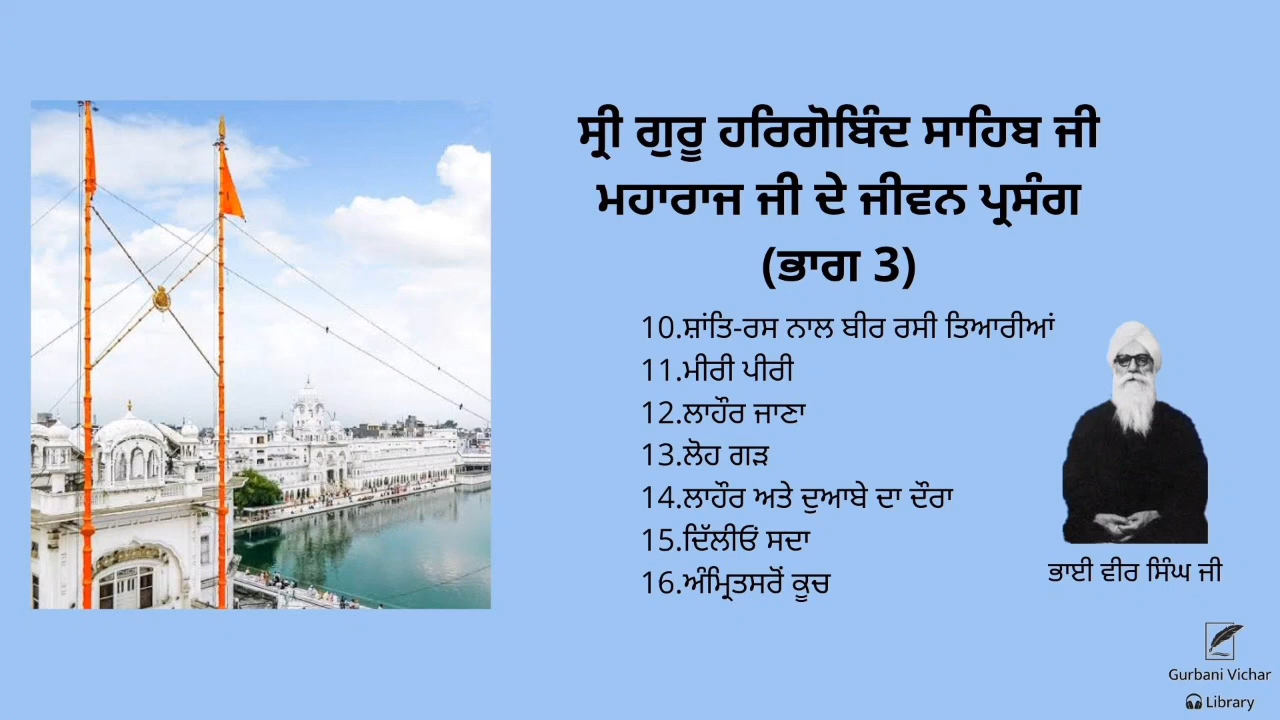 ਸ੍ਰੀ ਗੁਰੂ ਹਰਿਗੋਬਿੰਦ ਸਾਹਿਬ ਜੀ
ਮਹਾਰਾਜ ਜੀ ਦੇ ਜੀਵਨ ਪ੍ਰਸੰਗ
(ਭਾਗ 3)
10.ਸ਼ਾਂਤਿ-ਰਸ ਨਾਲ ਬੀਰ ਰਸੀ ਤਿਆਰੀਆਂ
11.ਮੀਰੀ ਪੀਰੀ
12.ਲਾਹੌਰ ਜਾਣਾ
13.ਲੋਹ ਗੜ
14.ਲਾਹੌਰ ਅਤੇ ਦੁਆਬੇ ਦਾ ਦੌਰਾ
15.ਦਿੱਲੀਓਂ ਸਦਾ
16.ਅੰਮ੍ਰਿਤਸਰੋਂ ਕੂਚ
ਭਾਈ ਵੀਰ ਸਿੰਘ ਜੀ
Gurbani Vichar
Library